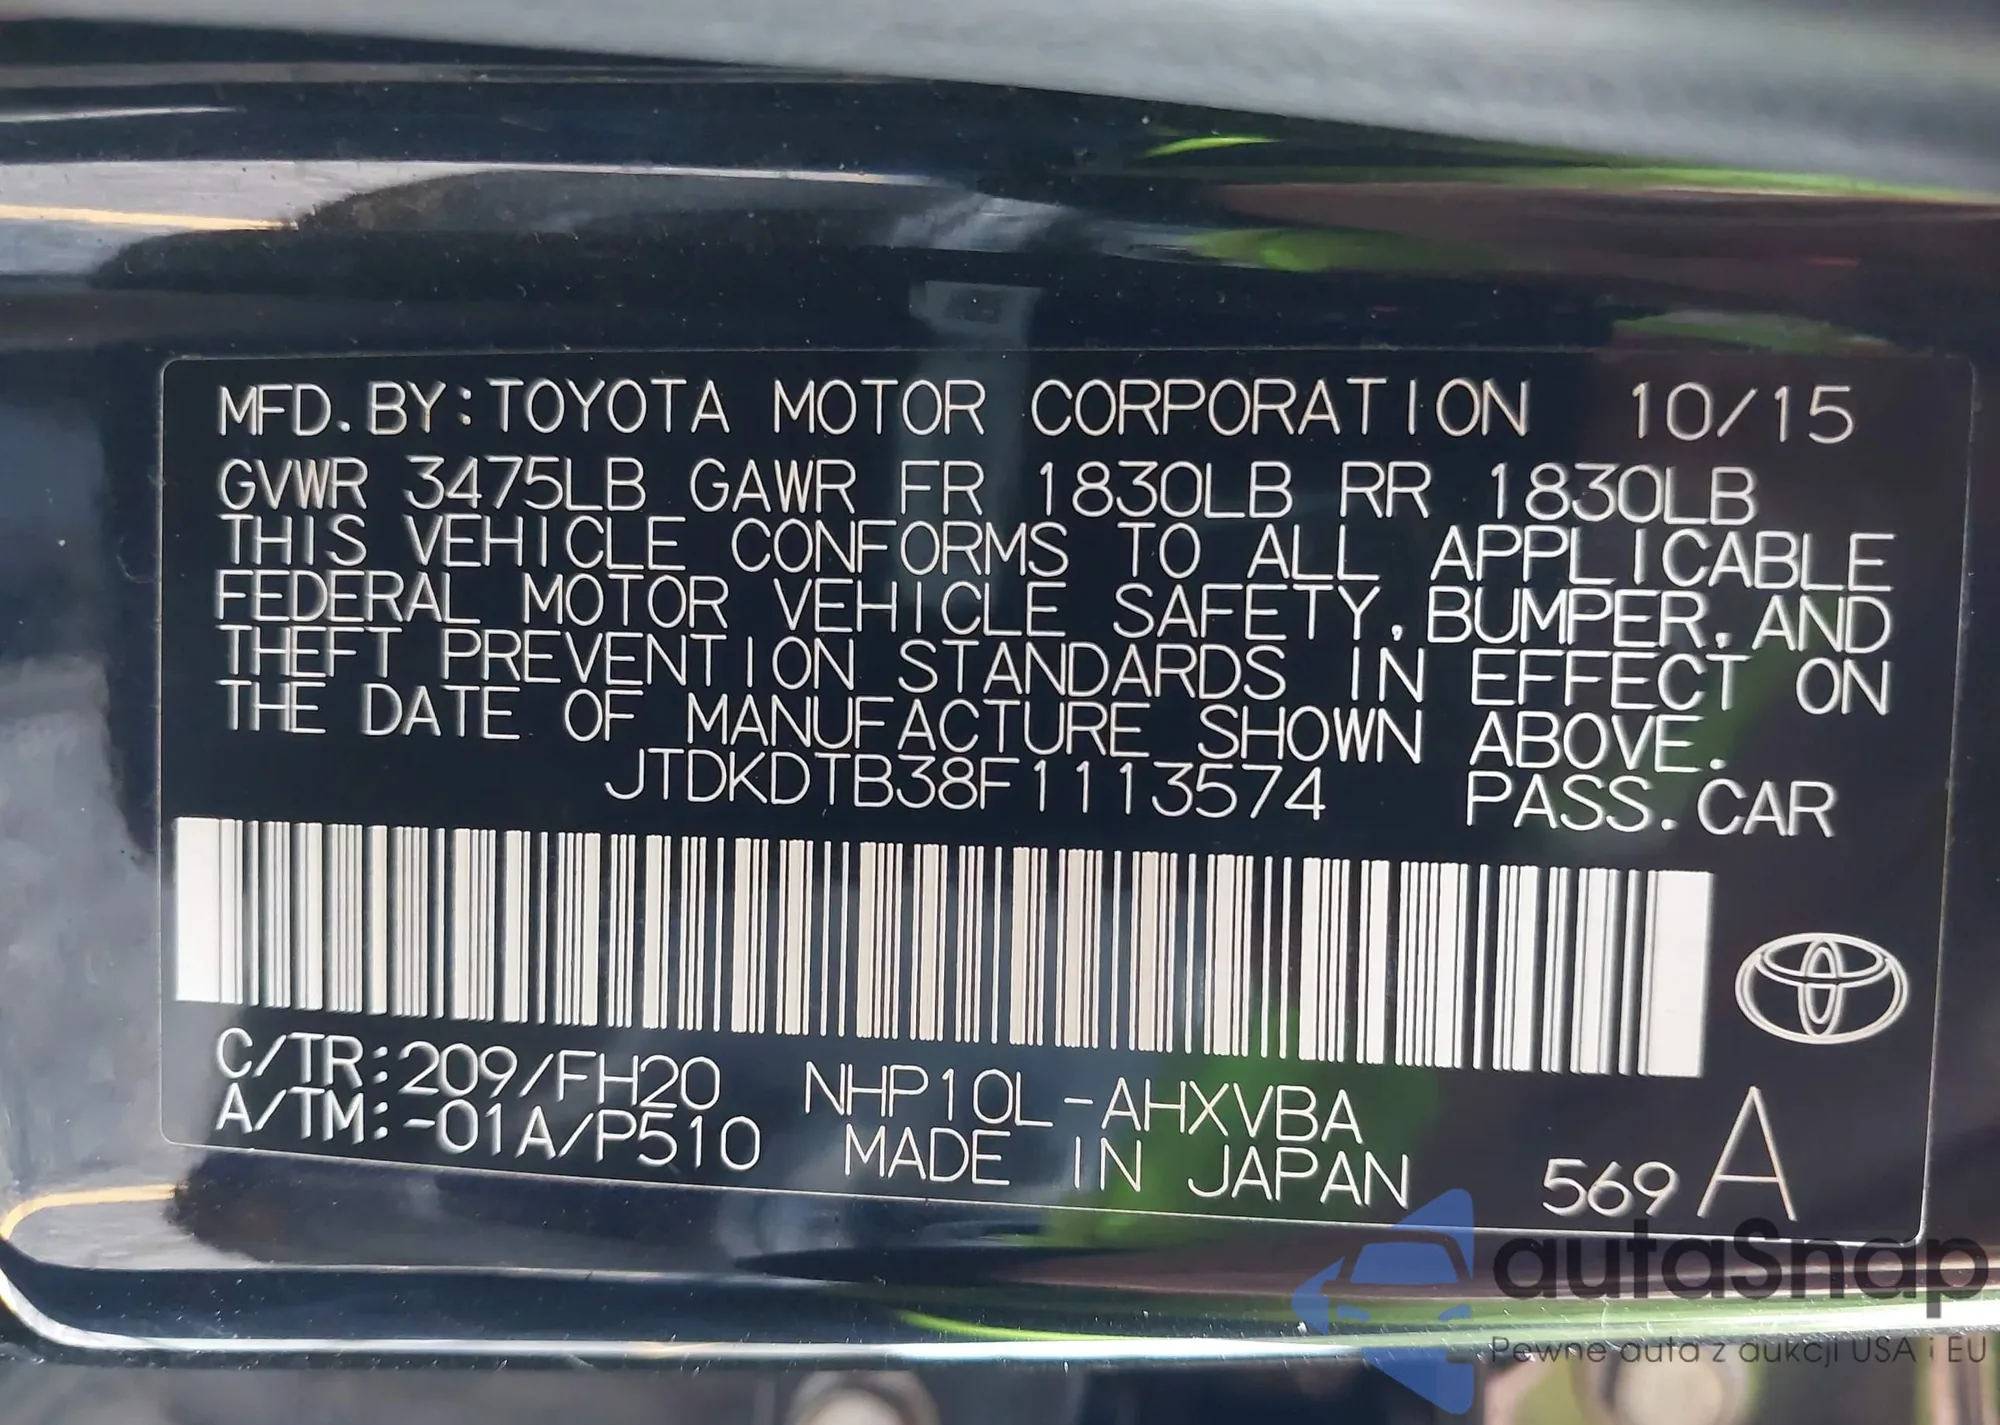 MFD. BY: TOYOTA MOTOR CORPORATION 10/15
GVWR 3475LB GAWR FR 1830LB RR 1830LB
THIS VEHICLE CONFORMS TO ALL APPLICABLE
FEDERAL MOTOR VEHICLE SAFETY, BUMPER, AND
THEFT PREVENTION STANDARDS IN EFFECT ON
THE DATE OF MANUFACTURE SHOWN ABOVE.
JTDKDTB38F1113574 PASS. CAR
C/TR:209/FH20 NHP10L-AHXVBA
A/TM:-01A/P510 MADE IN JAPAN 569 A
autaSnap
Pewne auta z aukcji USA i EU